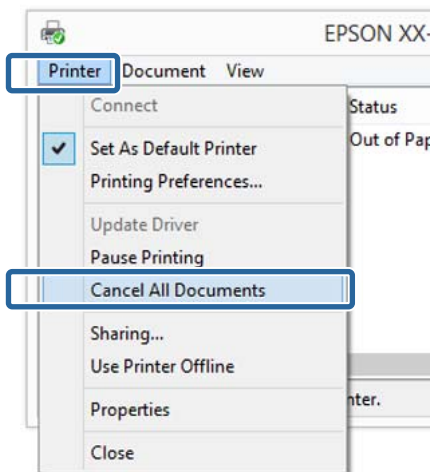 EPSON XX-
Printer Document View
Connect
Status
Set As Default Printer
Out of Pap
Printing Preferences...
Update Driver
Pause Printing
Cancel All Documents
Sharing...
Use Printer Offline
Properties
nter.
Close